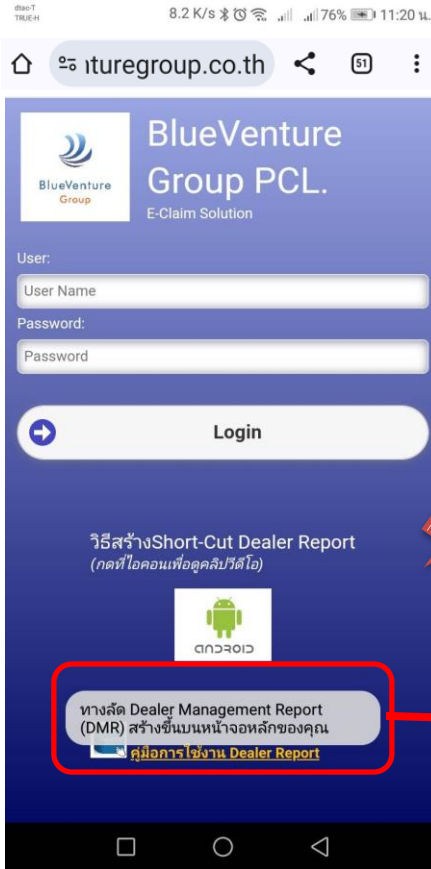 dtac-T
TRUE-H
8.2 K/s 76% 11:20 น.
turegroup.co.th
51
BlueVenture
Group
BlueVenture
Group PCL.
E-Claim Solution
User:
User Name
Password:
Password
Login
วิธีสร้างShort-Cut Dealer Report
(กดที่ไอคอนเพื่อดูคลิปวีดีโอ)
ANDROID
ทางลัด Dealer Management Report
(DMR) สร้างขึ้นบนหน้าจอหลักของคุณ
คู่มือการใช้งาน Dealer Report